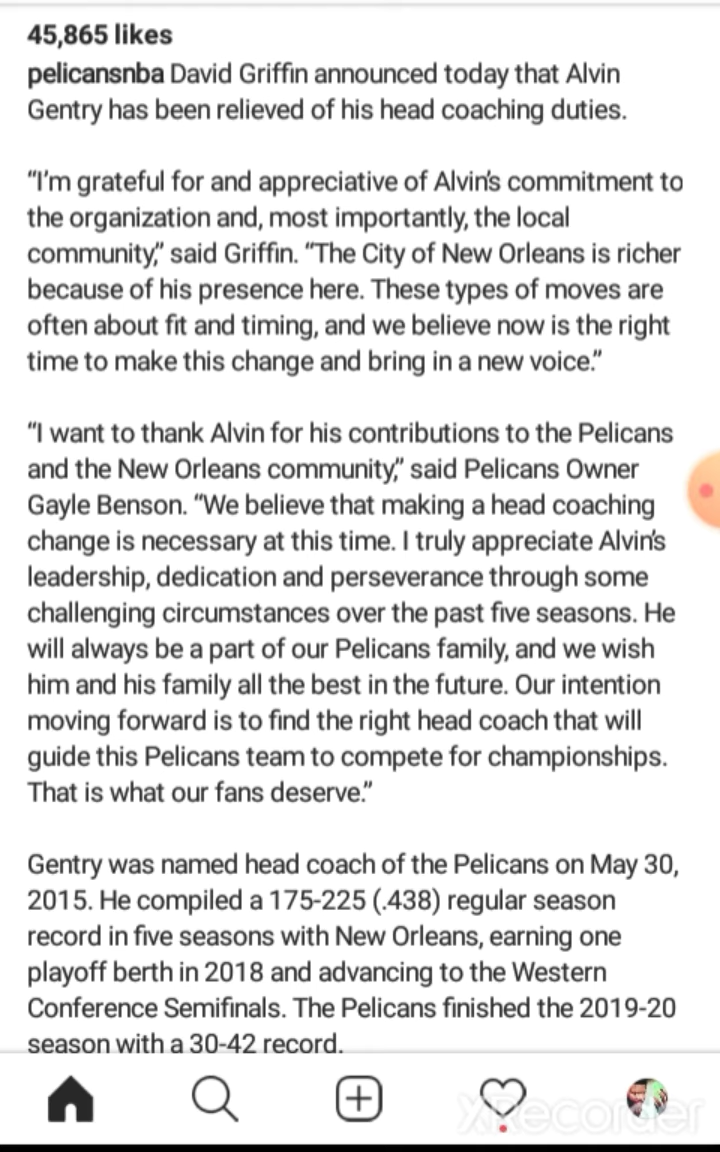 45,865 likes
pelicansnba David Griffin announced today that Alvin
Gentry has been relieved of his head coaching duties.
“I’m grateful for and appreciative of Alvin’s commitment to
the organization and, most importantly, the local
community,” said Griffin. “The City of New Orleans is richer
because of his presence here. These types of moves are
often about fit and timing, and we believe now is the right
time to make this change and bring in a new voice.”
“I want to thank Alvin for his contributions to the Pelicans
and the New Orleans community,” said Pelicans Owner
Gayle Benson. “We believe that making a head coaching
change is necessary at this time. I truly appreciate Alvin’s
leadership, dedication and perseverance through some
challenging circumstances over the past five seasons. He
will always be a part of our Pelicans family, and we wish
him and his family all the best in the future. Our intention
moving forward is to find the right head coach that will
guide this Pelicans team to compete for championships.
That is what our fans deserve.”
Gentry was named head coach of the Pelicans on May 30,
2015. He compiled a 175-225 (.438) regular season
record in five seasons with New Orleans, earning one
playoff berth in 2018 and advancing to the Western
Conference Semifinals. The Pelicans finished the 2019-20
season with a 30-42 record.
XRecorder